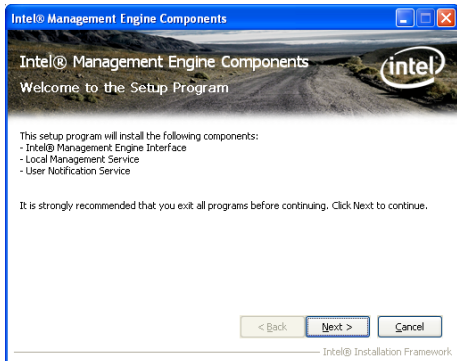 Intel® Management Engine Components
Intel® Management Engine Components
intel
Welcome to the Setup Program
This setup program will install the following components:
- Intel® Management Engine Interface
- Local Management Service
- User Notification Service
It is strongly recommended that you exit all programs before continuing. Click Next to continue.
< Back Next > Cancel
Intel® Installation Framework